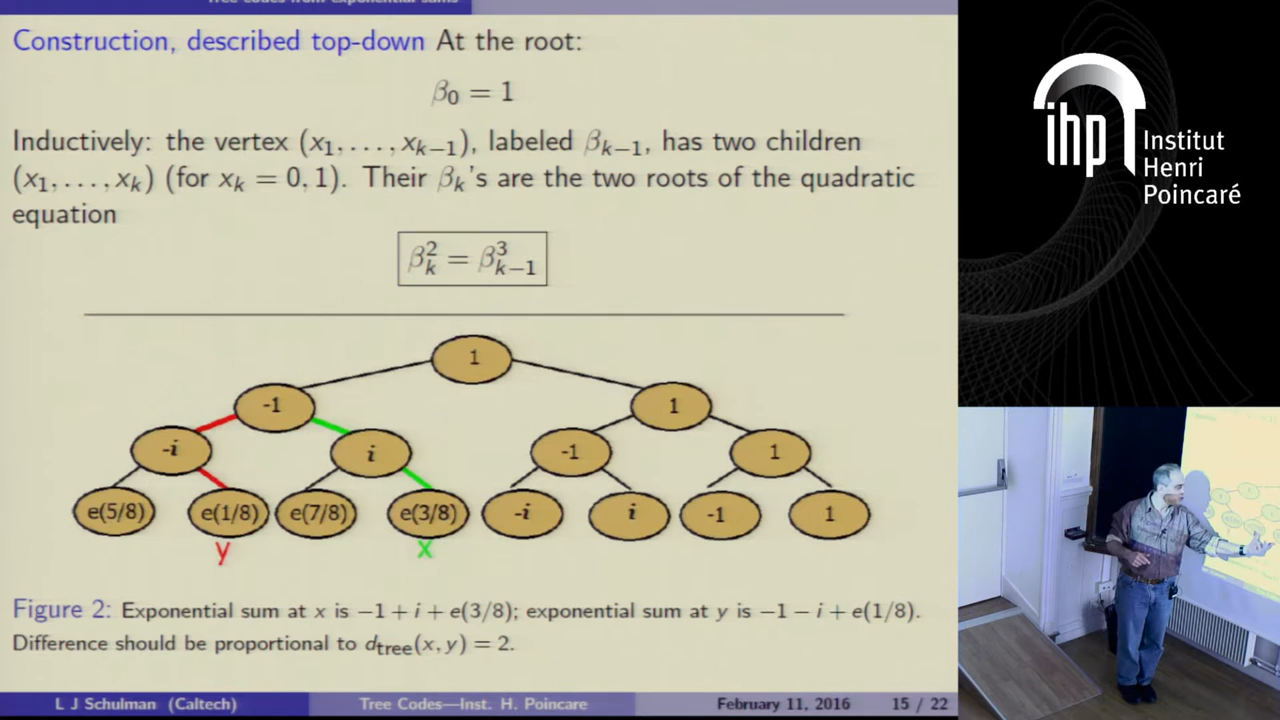 Tree codes from exponential sums
Construction, described top-down At the root:
β₀ = 1
Inductively: the vertex (x₁, . . . , xₖ₋₁), labeled βₖ₋₁, has two children
(x₁, . . . , xₖ) (for xₖ = 0, 1). Their βₖ's are the two roots of the quadratic
equation
βₖ² = βₖ₋₁³
1
-1 1
-i i -1 1
e(5/8) e(1/8) e(7/8) e(3/8) -i i -1 1
y x
Figure 2: Exponential sum at x is −1 + i + e(3/8); exponential sum at y is −1 − i + e(1/8).
Difference should be proportional to dtree(x, y) = 2.
L J Schulman (Caltech) Tree Codes—Inst. H. Poincare February 11, 2016 15 / 22
ihp
Institut
Henri
Poincaré